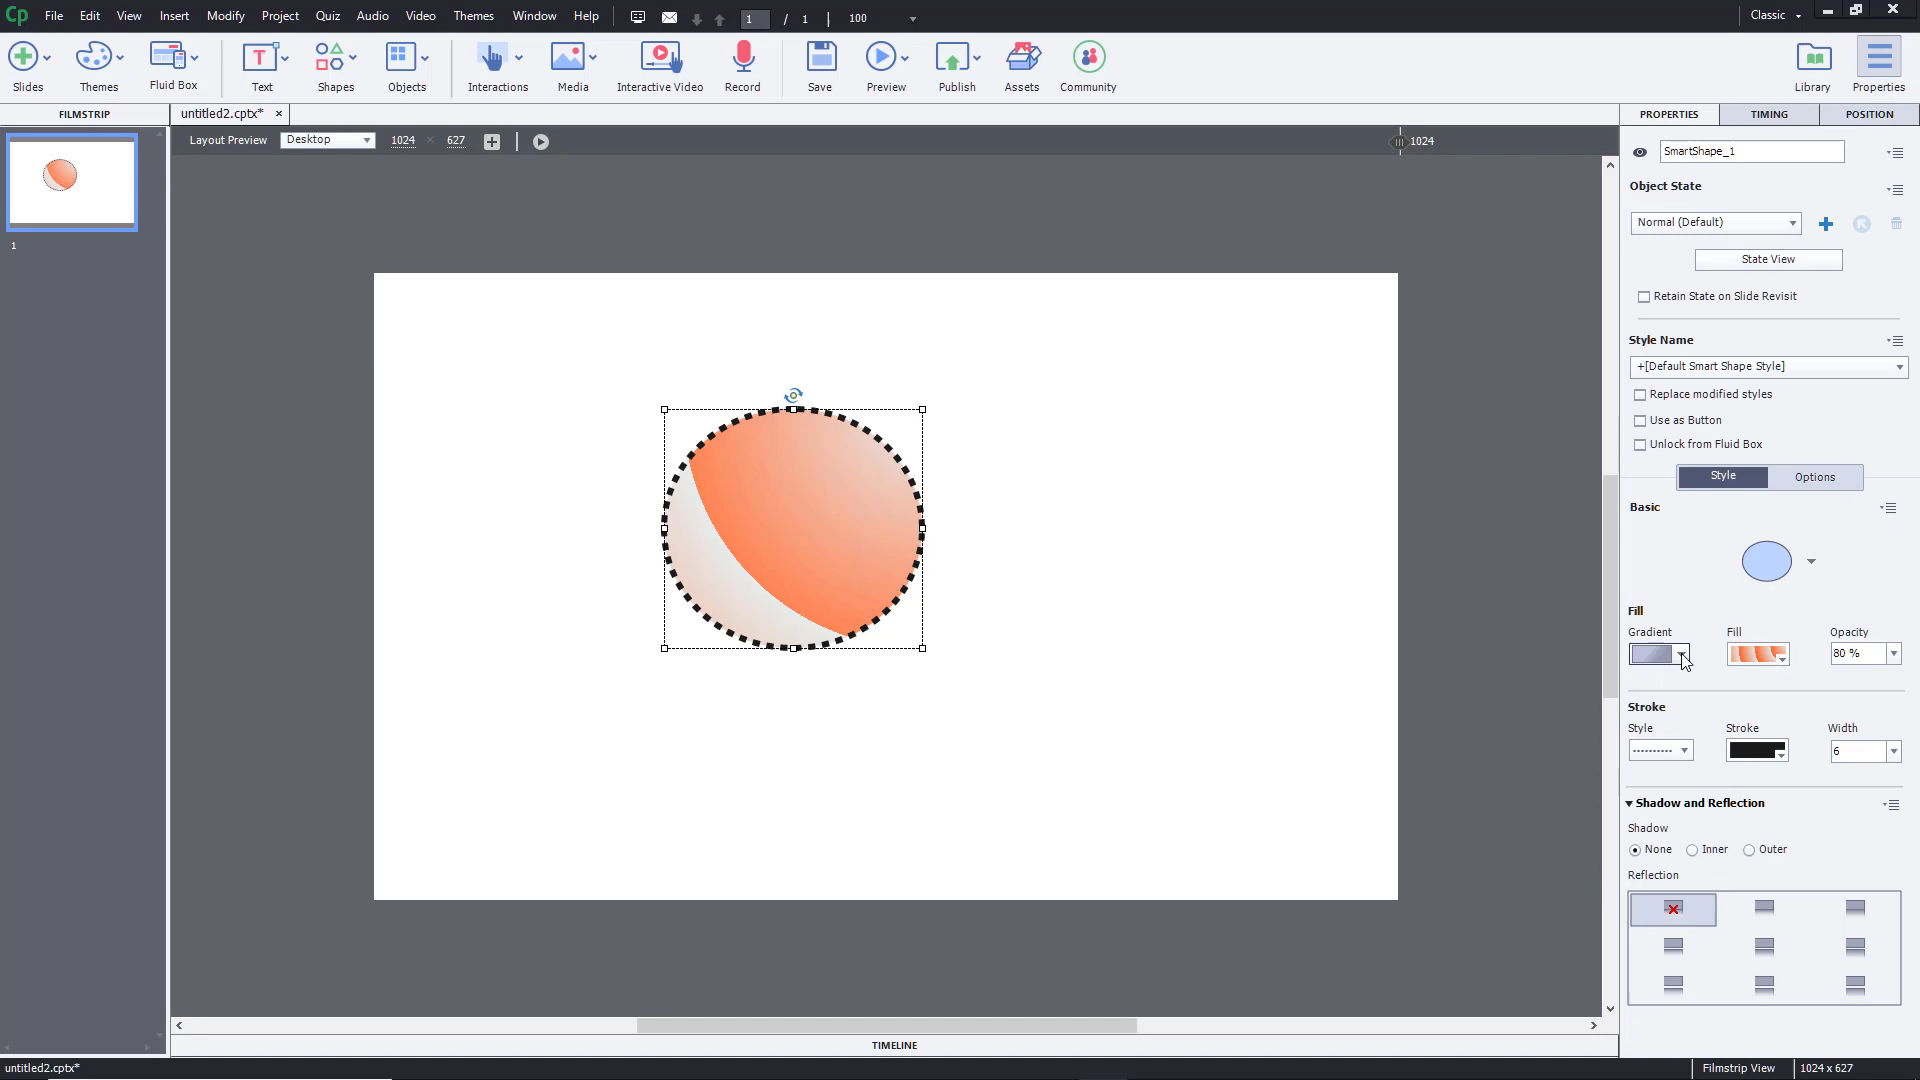 Cp File Edit View Insert Modify Project Quiz Audio Video Themes Window Help 1 / 1 100 Classic
Slides Themes Fluid Box Text Shapes Objects Interactions Media Interactive Video Record Save Preview Publish Assets Community Library Properties
FILMSTRIP untitled2.cptx* × PROPERTIES TIMING POSITION
Layout Preview Desktop 1024 × 627 1024
SmartShape_1
Object State
Normal (Default)
State View
Retain State on Slide Revisit
Style Name
+[Default Smart Shape Style]
Replace modified styles
Use as Button
Unlock from Fluid Box
Style Options
Basic
Fill
Gradient Fill Opacity
80 %
Stroke
Style Stroke Width
6
Shadow and Reflection
Shadow
None Inner Outer
Reflection
1
TIMELINE
untitled2.cptx* Filmstrip View 1024 x 627